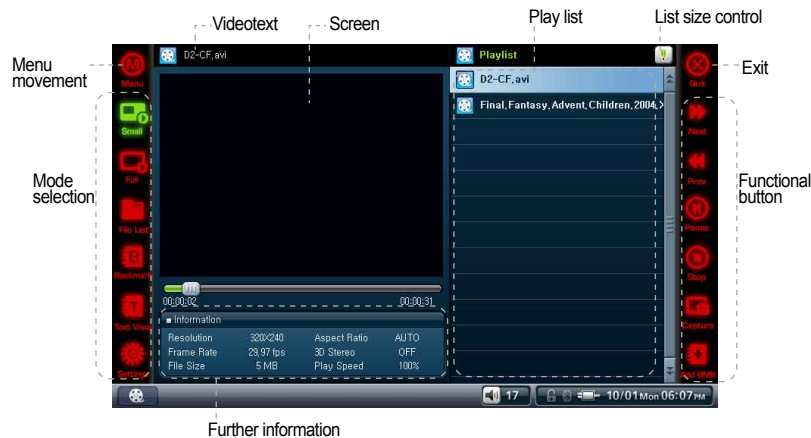 Videotext
Screen
Play list
List size control
Menu movement
Exit
Mode selection
Functional button
Further information
Menu
Small
Full
File List
Bookmark
Text View
Setting
D2-CF.avi
00:00:02
00:00:31
Information
Resolution 320X240 Aspect Ratio AUTO
Frame Rate 29.97 fps 3D Stereo OFF
File Size 5 MB Play Speed 100%
Playlist
D2-CF.avi
Final.Fantasy.Advent.Children.2004.X
Quit
Next
Prev
Pause
Stop
Capture
Add BMK
17 10/01 Mon 06:07 PM